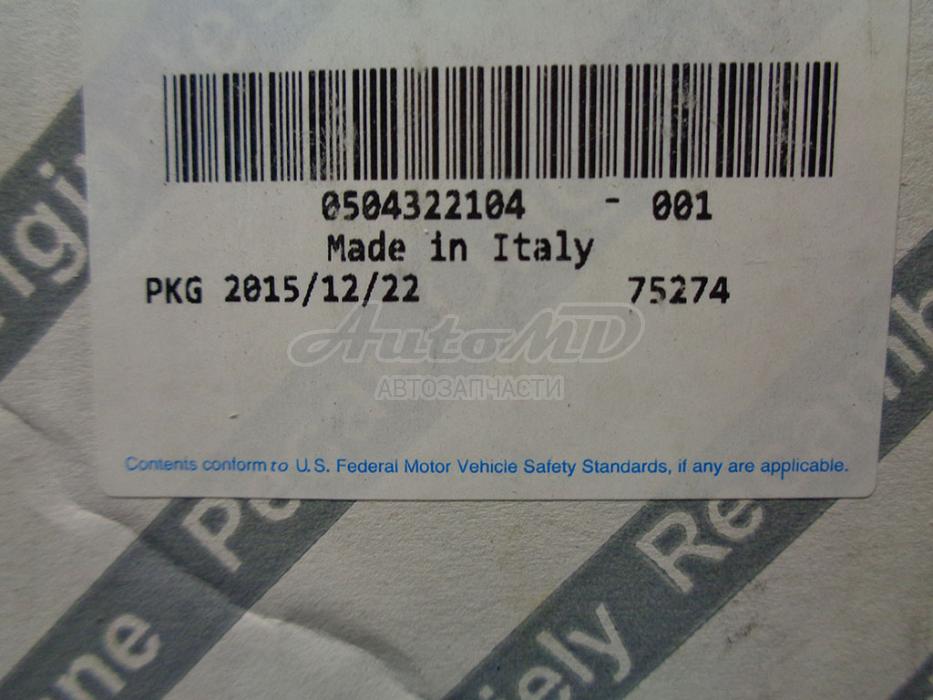 0504322104 - 001
Made in Italy
PKG 2015/12/22 75274
AutoMD
АВТОЗАПЧАСТИ
Contents conform to U.S. Federal Motor Vehicle Safety Standards, if any are applicable.